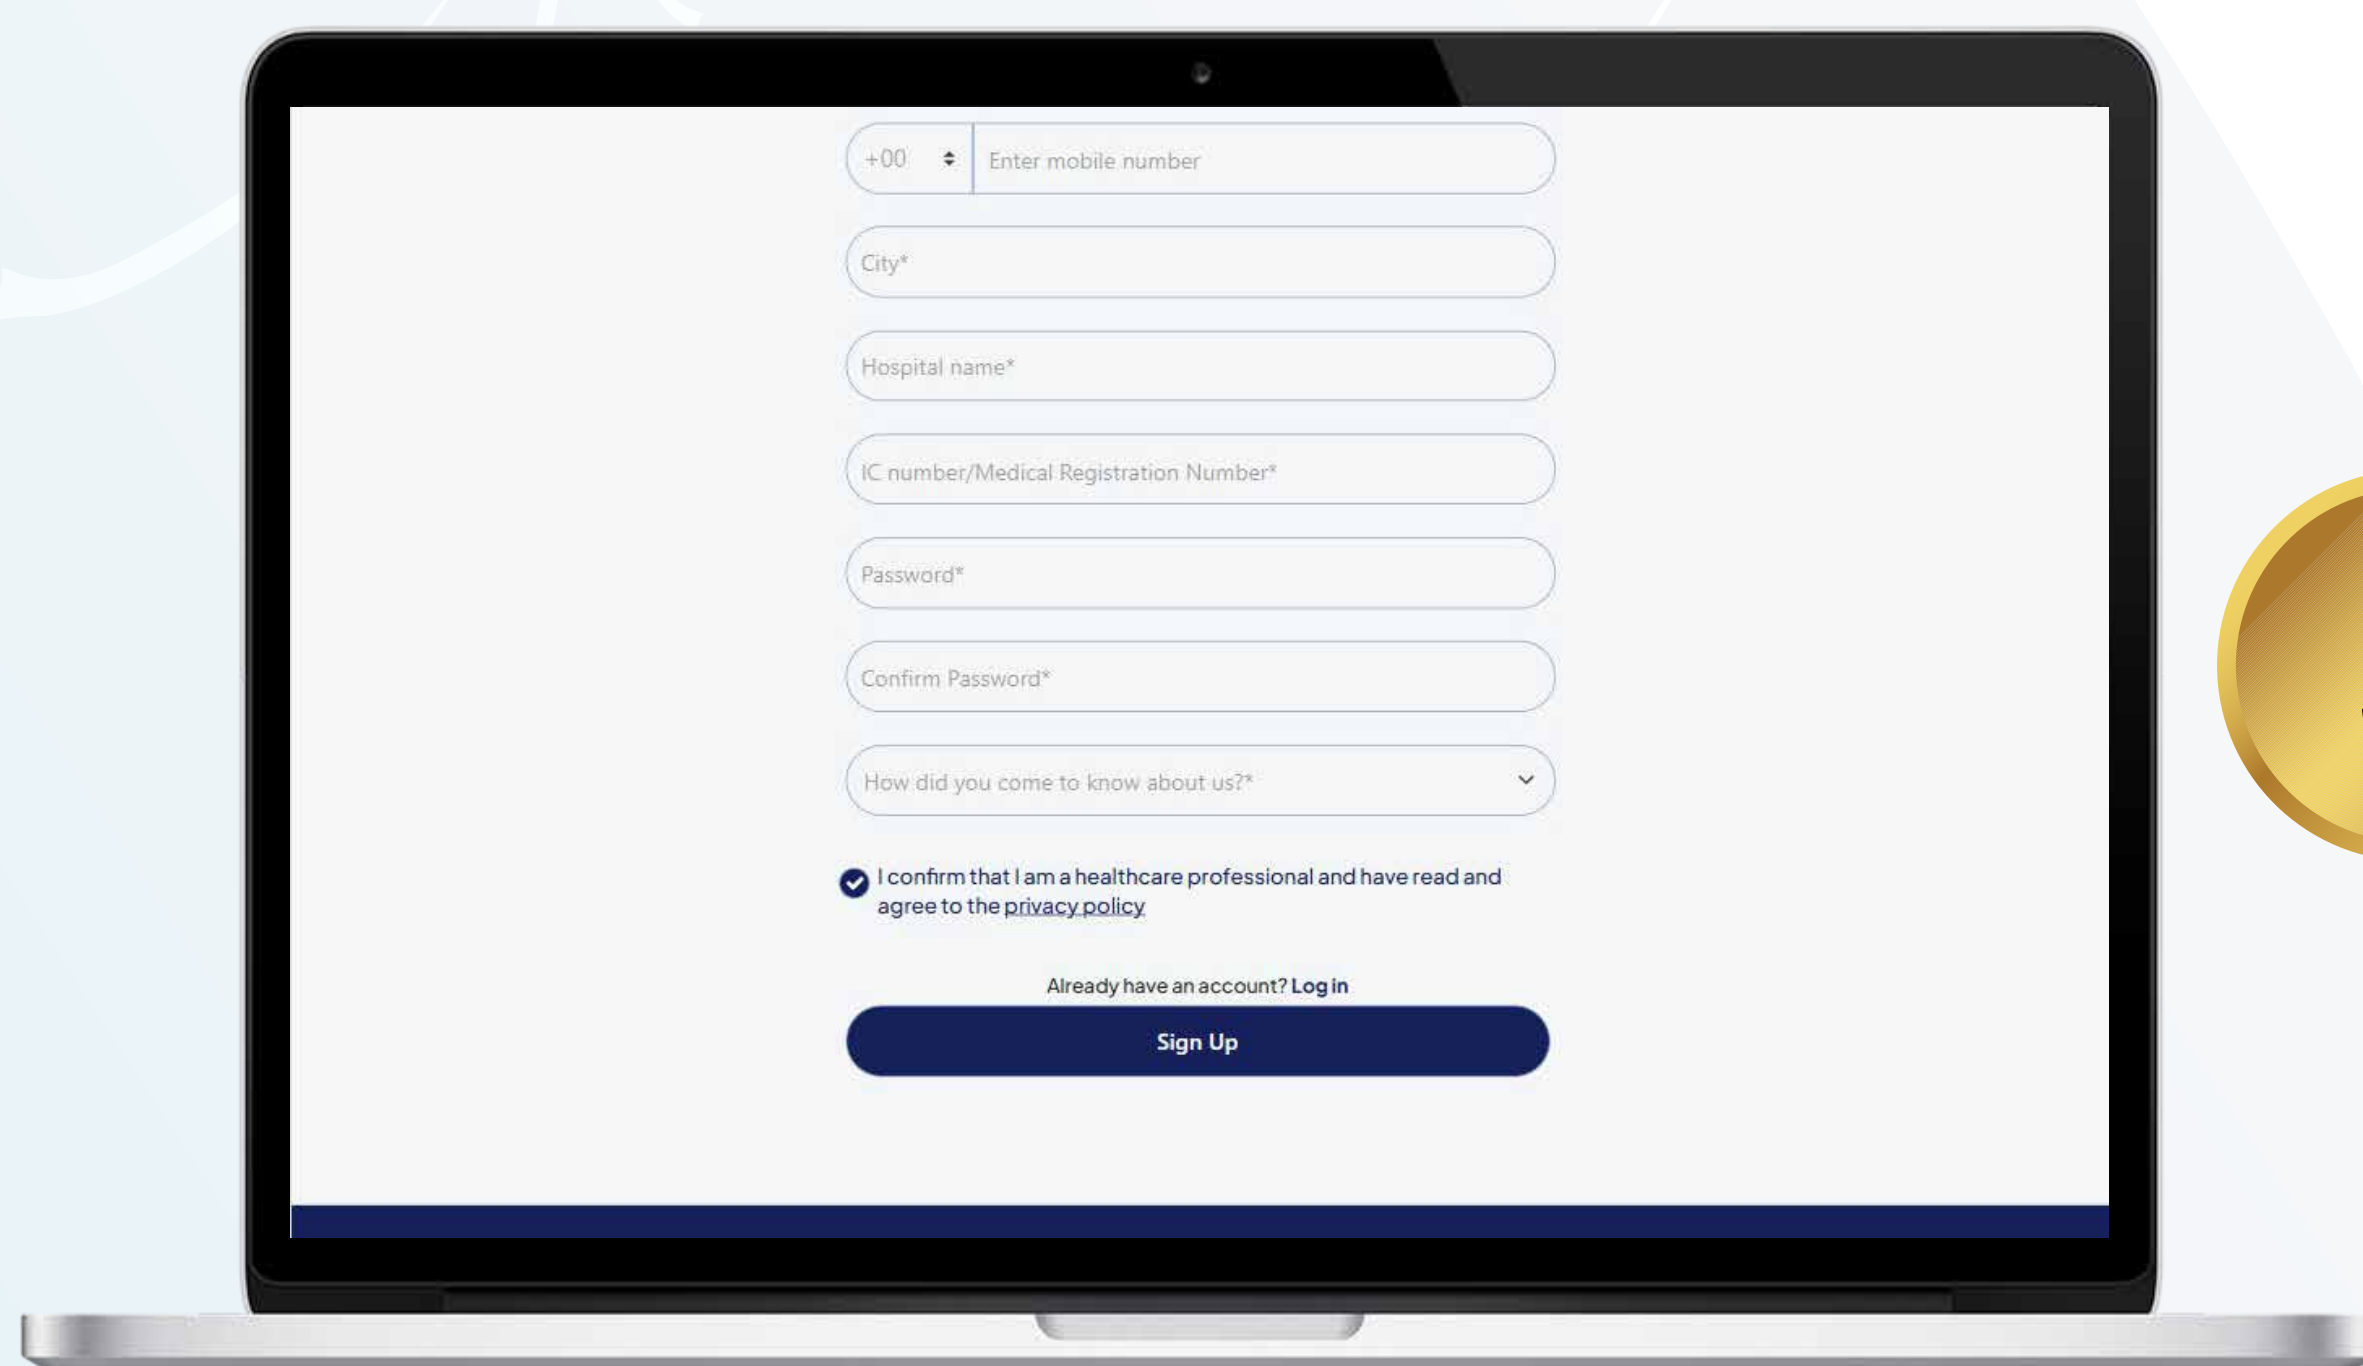 +00 Enter mobile number
City*
Hospital name*
IC number/Medical Registration Number*
Password*
Confirm Password*
How did you come to know about us?*
I confirm that I am a healthcare professional and have read and
agree to the privacy policy
Already have an account? Log in
Sign Up